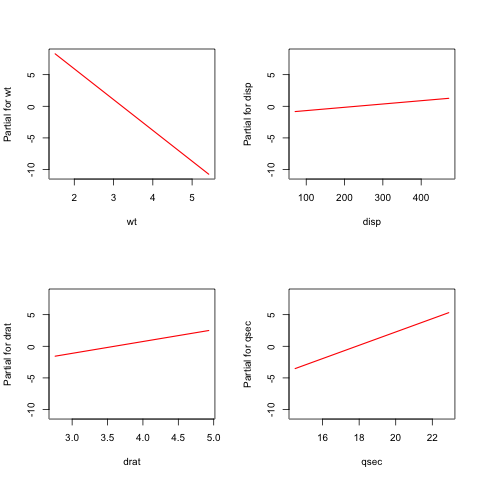 Partial for wt
5
0
-5
-10
2 3 4 5
wt
Partial for disp
5
0
-5
-10
100 200 300 400
disp
Partial for drat
5
0
-5
-10
3.0 3.5 4.0 4.5 5.0
drat
Partial for qsec
5
0
-5
-10
16 18 20 22
qsec